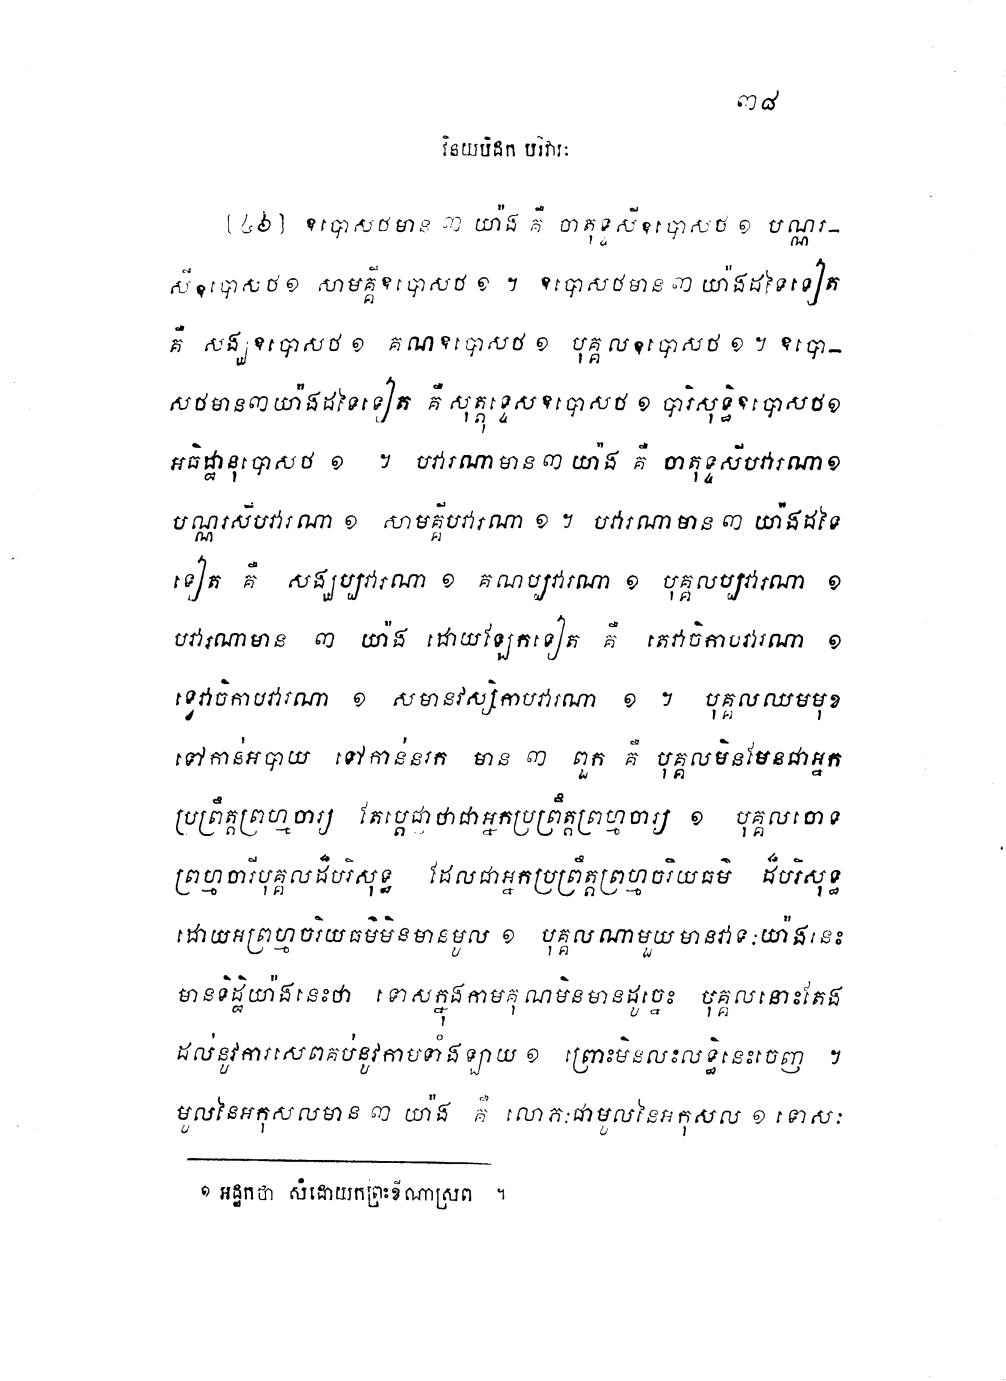 ៣៨
វិនយបិដក បរិវារៈ
[៤៦] ឧបោសថមាន ៣ យ៉ាង គឺ ចាតុទ្ទសីឧបោសថ ១ បណ្ណរ-
សីឧបោសថ ១ សាមគ្គីឧបោសថ ១ ។ ឧបោសថមាន ៣ យ៉ាងដទៃទៀត
គឺ សង្ឃឧបោសថ ១ គណឧបោសថ ១ បុគ្គលឧបោសថ ១ ។ ឧបោ-
សថមាន៣យ៉ាងដទៃទៀត គឺ សុត្តុទ្ទេសឧបោសថ ១ បារិសុទ្ធិឧបោសថ១
អធិដ្ឋានុបោសថ ១ ។ បវារណាមាន ៣ យ៉ាង គឺ ចាតុទ្ទសីបវារណា ១
បណ្ណរសីបវារណា ១ សាមគ្គីបវារណា ១ ។ បវារណាមាន ៣ យ៉ាងដទៃ
ទៀត គឺ សង្ឃប្បវារណា ១ គណប្បវារណា ១ បុគ្គលប្បវារណា ១
បវារណាមាន ៣ យ៉ាង ដោយឡែកទៀត គឺ តេវាចិកាបវារណា ១
ទ្វេវាចិកាបវារណា ១ សមានវស្សិកាបវារណា ១ ។ បុគ្គលឈមមុខ
ទៅកាន់អបាយ ទៅកាន់នរក មាន ៣ ពួក គឺ បុគ្គលមិនមែនជាអ្នក
ប្រព្រឹត្តព្រហ្មចារ្យ តែប្តេជ្ញាថាជាអ្នកប្រព្រឹត្តព្រហ្មចារ្យ ១ បុគ្គលចោទ
ព្រហ្មចារីបុគ្គលដ៏បរិសុទ្ធ ដែលជាអ្នកប្រព្រឹត្តព្រហ្មចរិយធម៌ ដ៏បរិសុទ្ធ
ដោយអព្រហ្មចរិយធម៌មិនមានមូល ១ បុគ្គលណាមួយមានវាទៈយ៉ាងនេះ
មានទិដ្ឋិយ៉ាងនេះថា ទោសក្នុងកាមគុណមិនមានដូច្នេះ បុគ្គលនោះតែង
ដល់នូវការសេពគប់នូវកាមទាំងឡាយ ១ ព្រោះមិនលះលទ្ធិនេះចេញ ។
មូលនៃអកុសលមាន ៣ យ៉ាង គឺ លោភៈជាមូលនៃអកុសល ១ ទោសៈ
១ អដ្ឋកថា សំដោយកព្រះខីណាស្រព ។